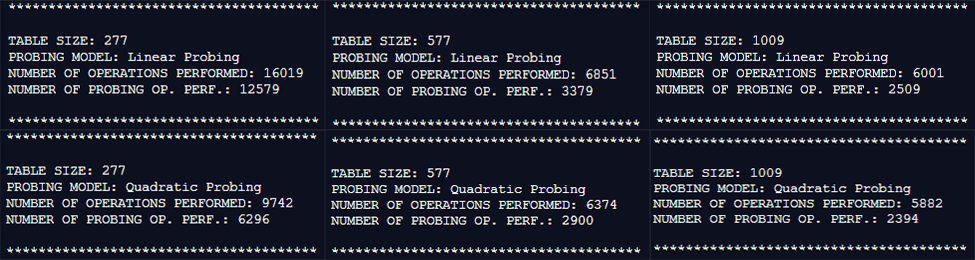 ****************************************
TABLE SIZE: 277
PROBING MODEL: Linear Probing
NUMBER OF OPERATIONS PERFORMED: 16019
NUMBER OF PROBING OP. PERF.: 12579
****************************************
****************************************
TABLE SIZE: 577
PROBING MODEL: Linear Probing
NUMBER OF OPERATIONS PERFORMED: 6851
NUMBER OF PROBING OP. PERF.: 3379
****************************************
****************************************
TABLE SIZE: 1009
PROBING MODEL: Linear Probing
NUMBER OF OPERATIONS PERFORMED: 6001
NUMBER OF PROBING OP. PERF.: 2509
****************************************
****************************************
TABLE SIZE: 277
PROBING MODEL: Quadratic Probing
NUMBER OF OPERATIONS PERFORMED: 9742
NUMBER OF PROBING OP. PERF.: 6296
****************************************
****************************************
TABLE SIZE: 577
PROBING MODEL: Quadratic Probing
NUMBER OF OPERATIONS PERFORMED: 6374
NUMBER OF PROBING OP. PERF.: 2900
****************************************
****************************************
TABLE SIZE: 1009
PROBING MODEL: Quadratic Probing
NUMBER OF OPERATIONS PERFORMED: 5882
NUMBER OF PROBING OP. PERF.: 2394
****************************************